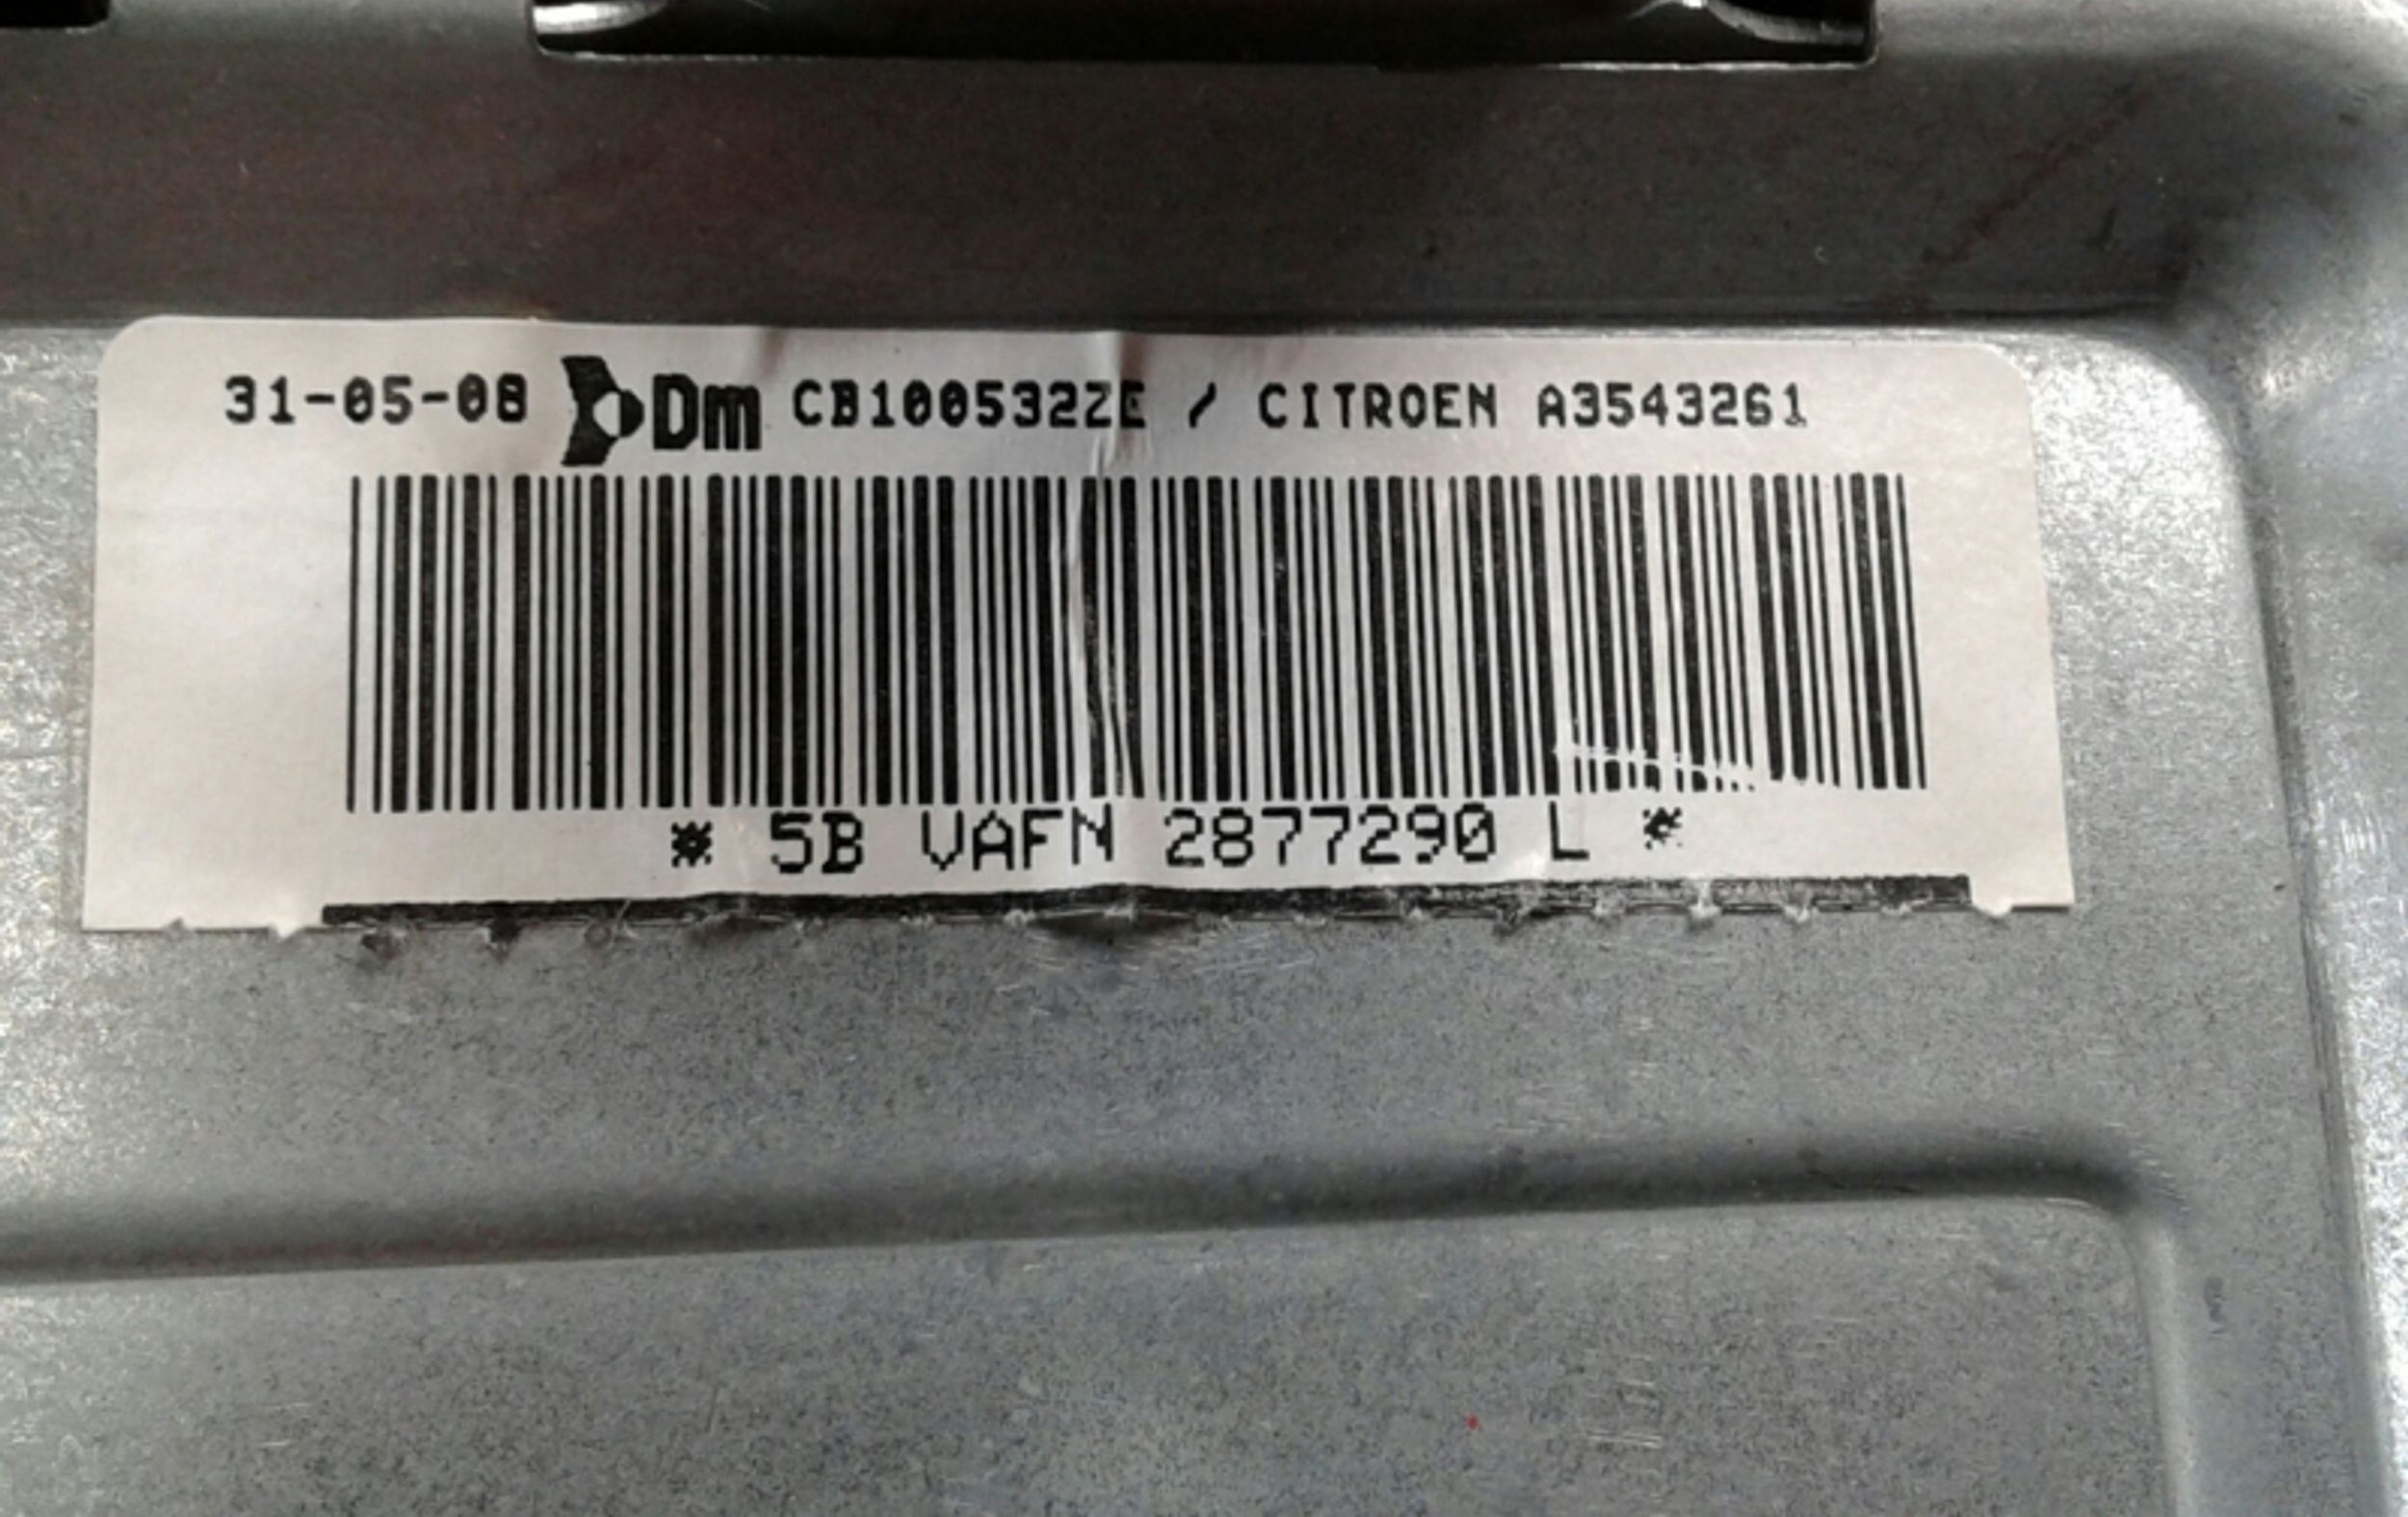 31-05-08 Dm CB100532ZE / CITROEN A3543261
* 5B VAFN 2877290 L *